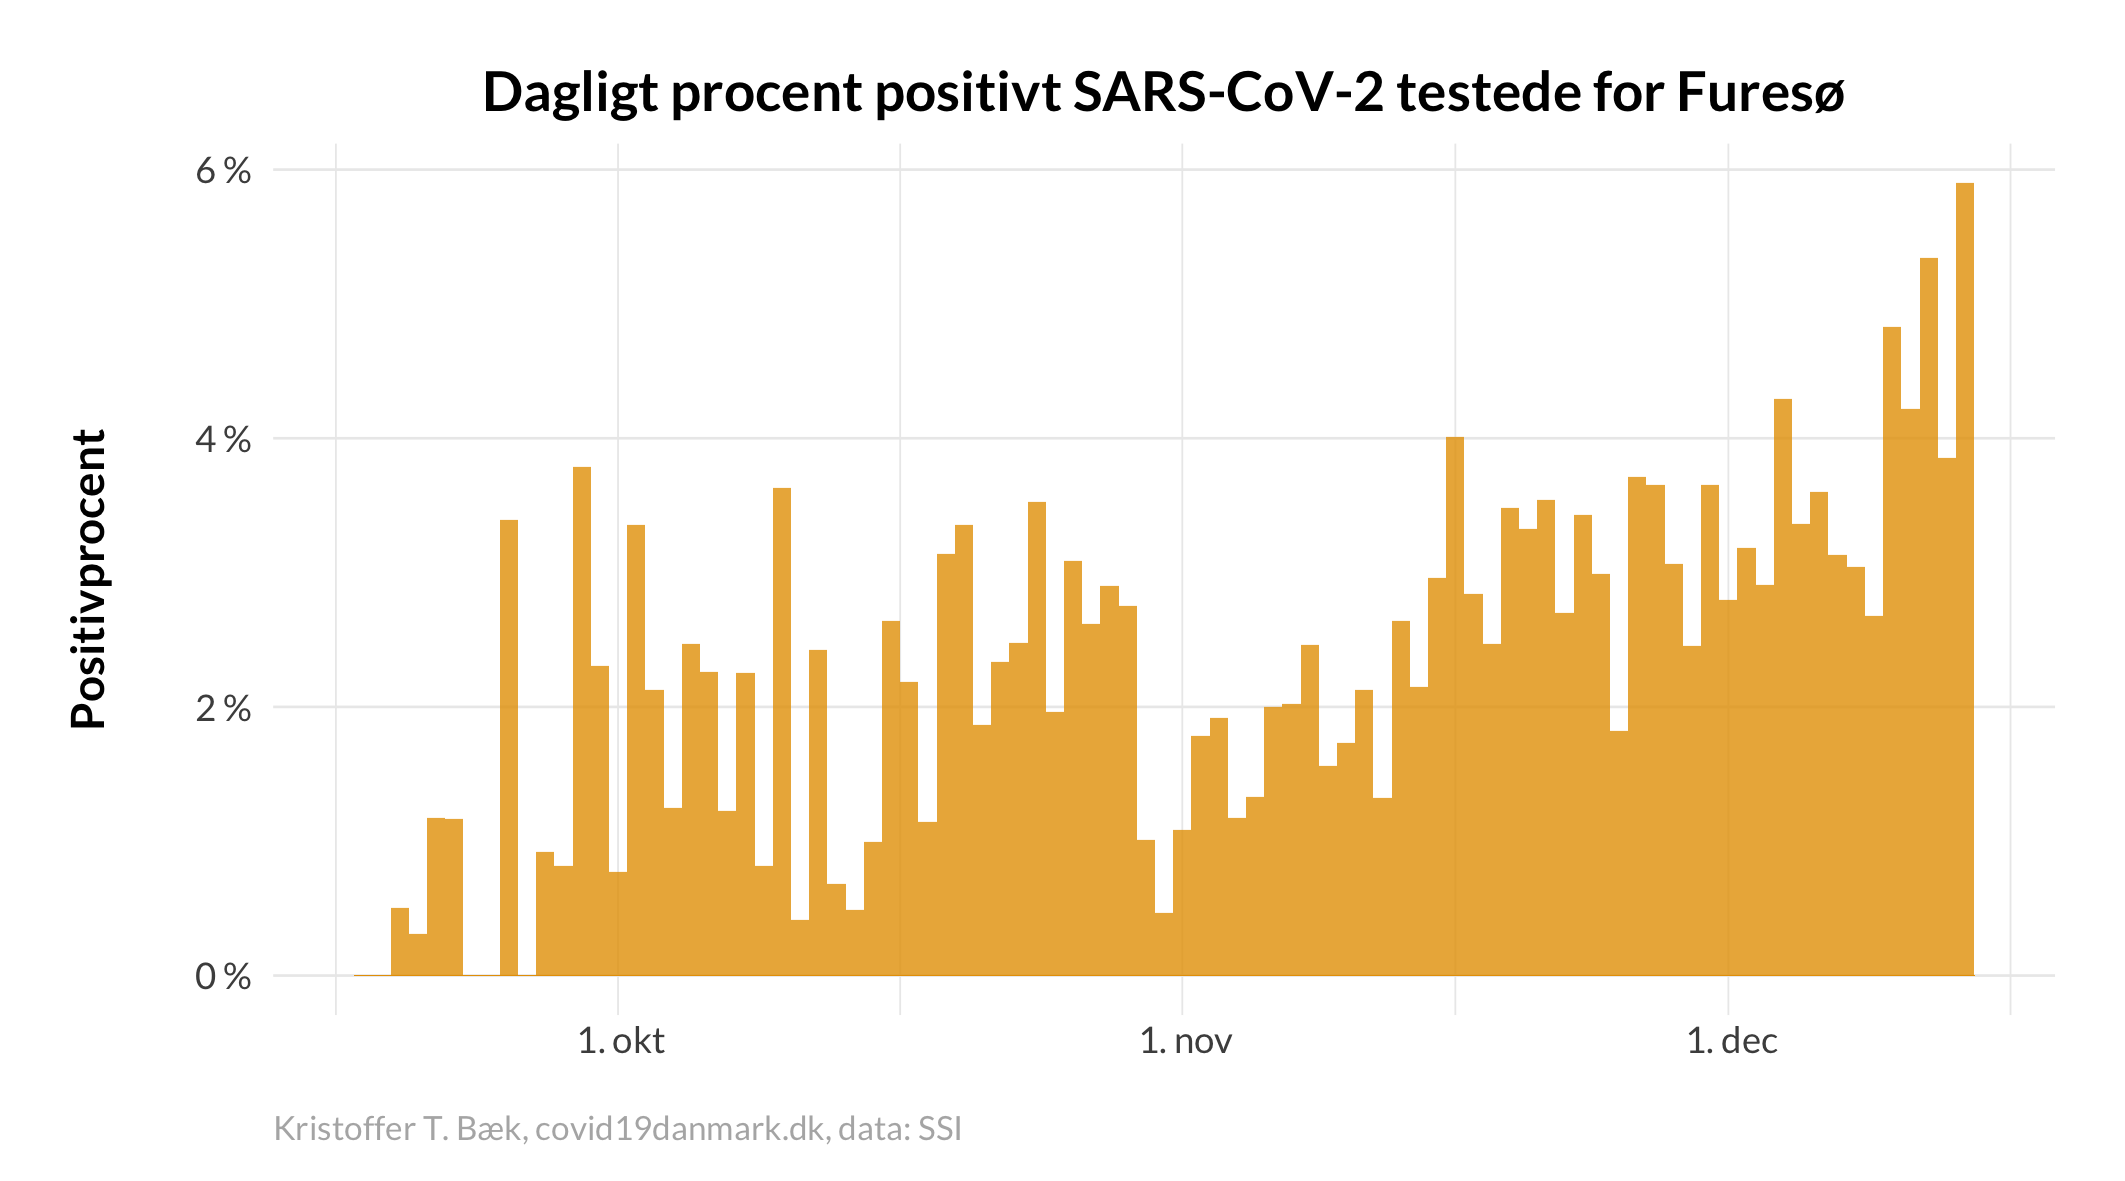 Dagligt procent positivt SARS-CoV-2 testede for Furesø
Positivprocent
6 %
4 %
2 %
0 %
1. okt
1. nov
1. dec
Kristoffer T. Bæk, covid19danmark.dk, data: SSI